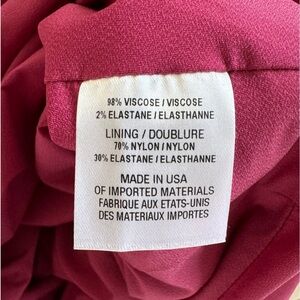 98% VISCOSE / VISCOSE
2% ELASTANE / ELASTHANNE
LINING / DOUBLURE
70% NYLON / NYLON
30% ELASTANE / ELASTHANNE
MADE IN USA
OF IMPORTED MATERIALS
FABRIQUE AUX ETATS-UNIS
DES MATERIAUX IMPORTES